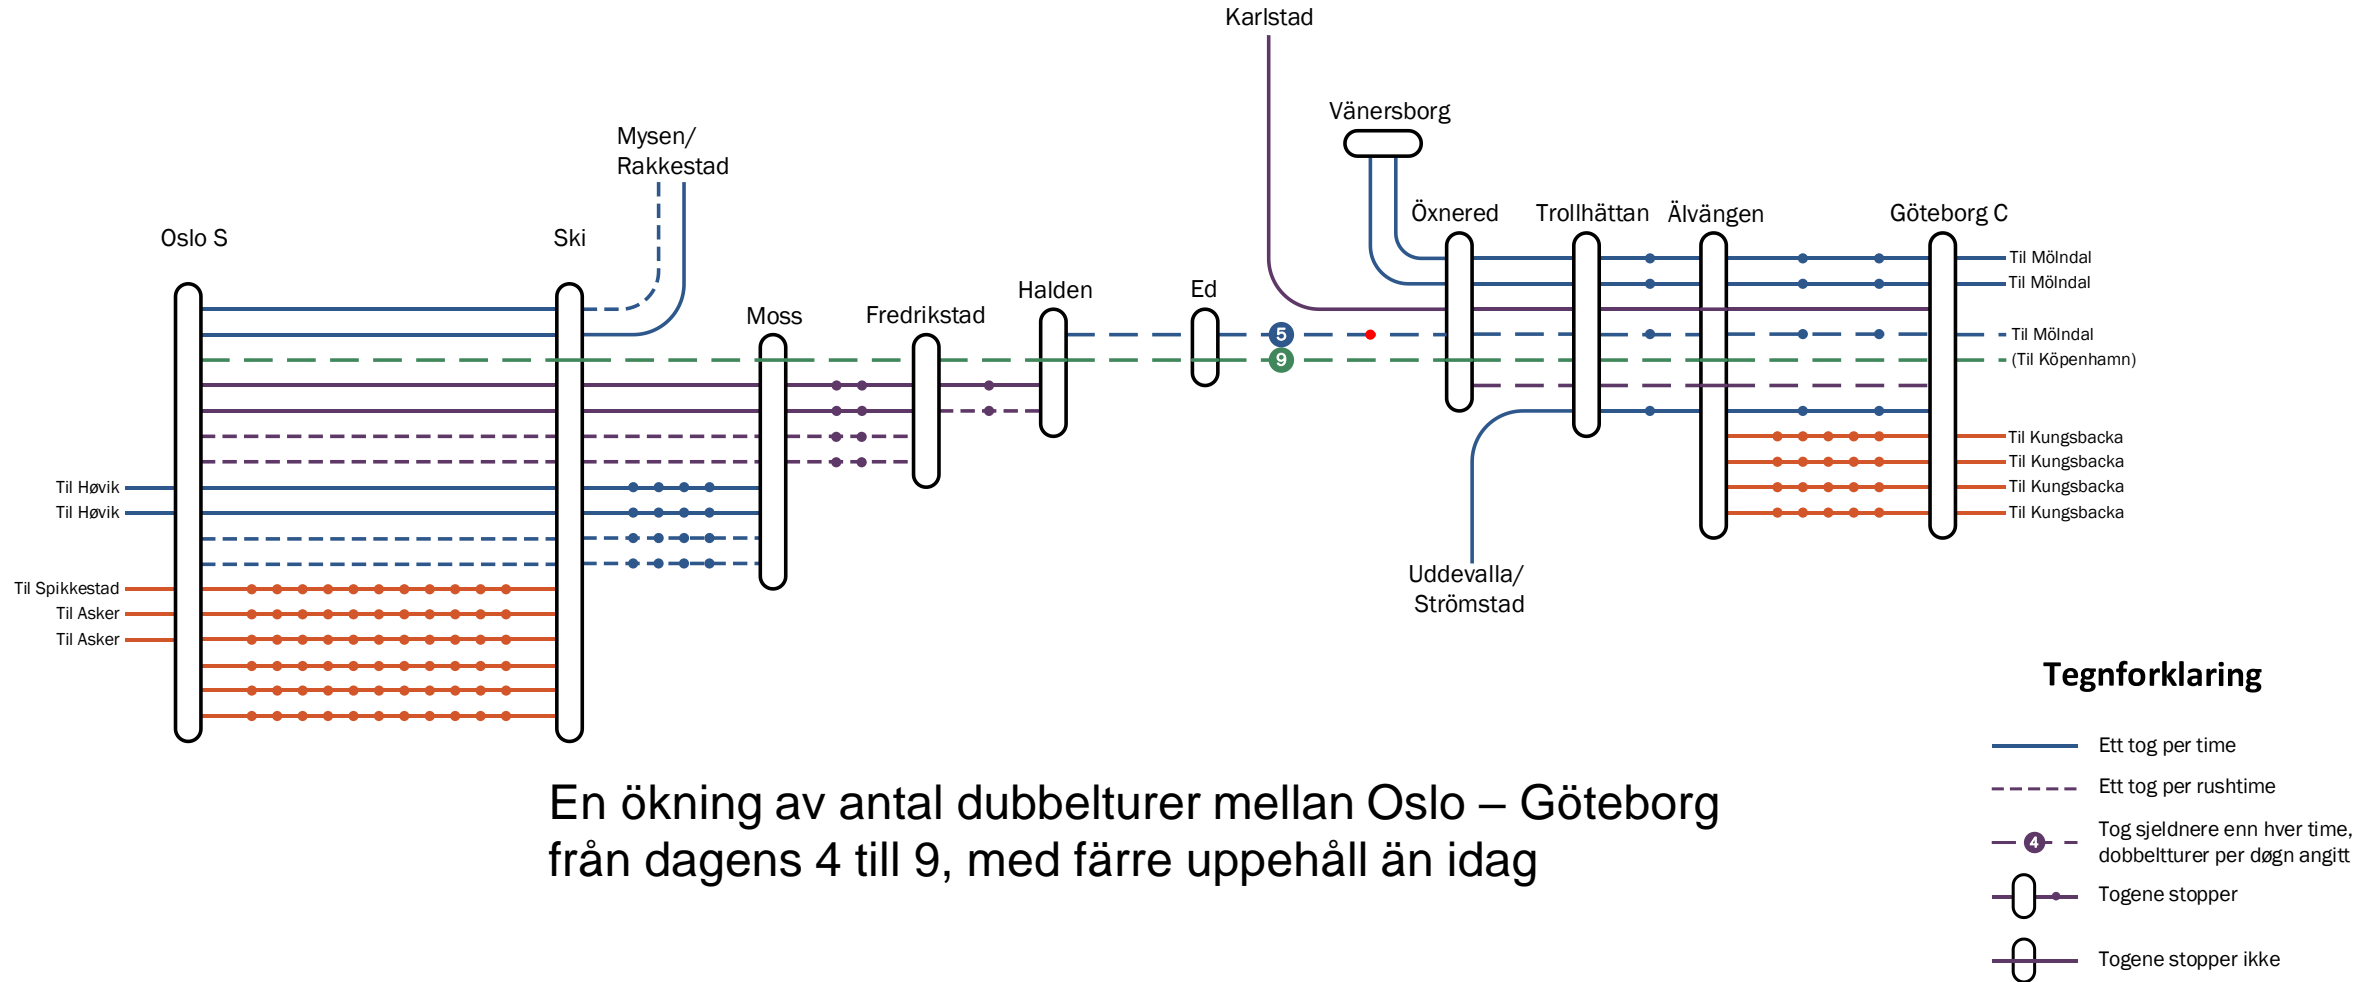 Karlstad
Vänersborg
Mysen/
Rakkestad
Öxnered
Trollhättan
Älvängen
Göteborg C
Oslo S
Ski
Moss
Fredrikstad
Halden
Ed
5
9
Til Mölndal
Til Mölndal
Til Mölndal
(Til Köpenhamn)
Til Kungsbacka
Til Kungsbacka
Til Kungsbacka
Til Kungsbacka
Til Høvik
Til Høvik
Til Spikkestad
Til Asker
Til Asker
Uddevalla/
Strömstad
Tegnforklaring
Ett tog per time
Ett tog per rushtime
4
Tog sjeldnere enn hver time,
dobbeltturer per døgn angitt
Togene stopper
Togene stopper ikke
En ökning av antal dubbelturer mellan Oslo – Göteborg
från dagens 4 till 9, med färre uppehåll än idag